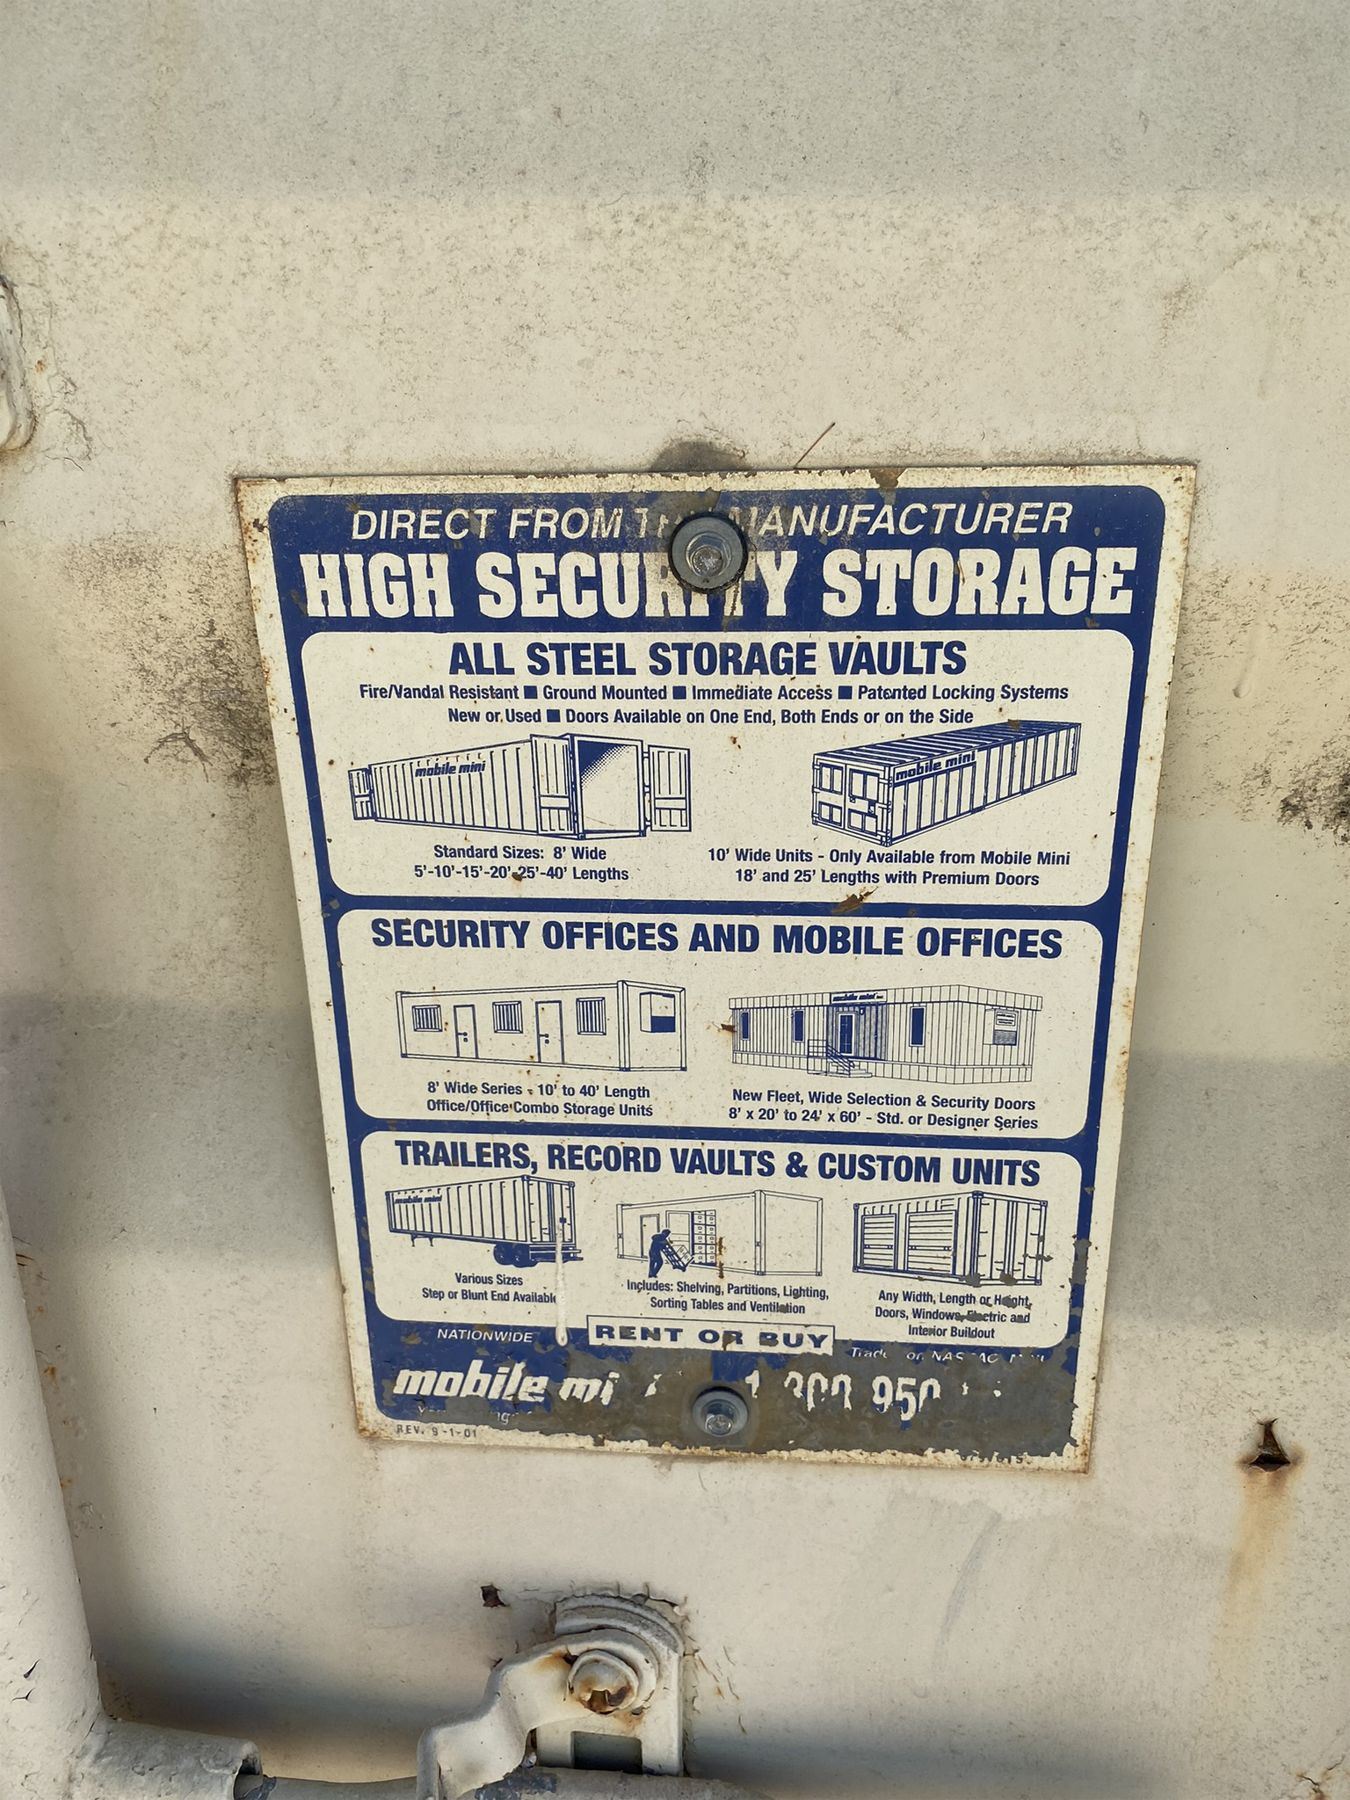 DIRECT FROM MANUFACTURER
HIGH SECURITY STORAGE
ALL STEEL STORAGE VAULTS
Fire/Vandal Resistant ■ Ground Mounted ■ Immediate Access ■ Patented Locking Systems
New or Used ■ Doors Available on One End, Both Ends or on the Side
mobile mini
mobile mini
Standard Sizes: 8' Wide
5'-10'-15'-20'-25'-40' Lengths
10' Wide Units - Only Available from Mobile Mini
18' and 25' Lengths with Premium Doors
SECURITY OFFICES AND MOBILE OFFICES
mobile mini
8' Wide Series - 10' to 40' Length
Office/Office Combo Storage Units
New Fleet, Wide Selection & Security Doors
8' x 20' to 24' x 60' - Std. or Designer Series
TRAILERS, RECORD VAULTS & CUSTOM UNITS
mobile mini
Various Sizes
Step or Blunt End Available
Includes: Shelving, Partitions, Lighting,
Sorting Tables and Ventilation
Any Width, Length or Height,
Doors, Windows, Electric and
Interior Buildout
NATIONWIDE
RENT OR BUY
mobile
REV. 9-1-01